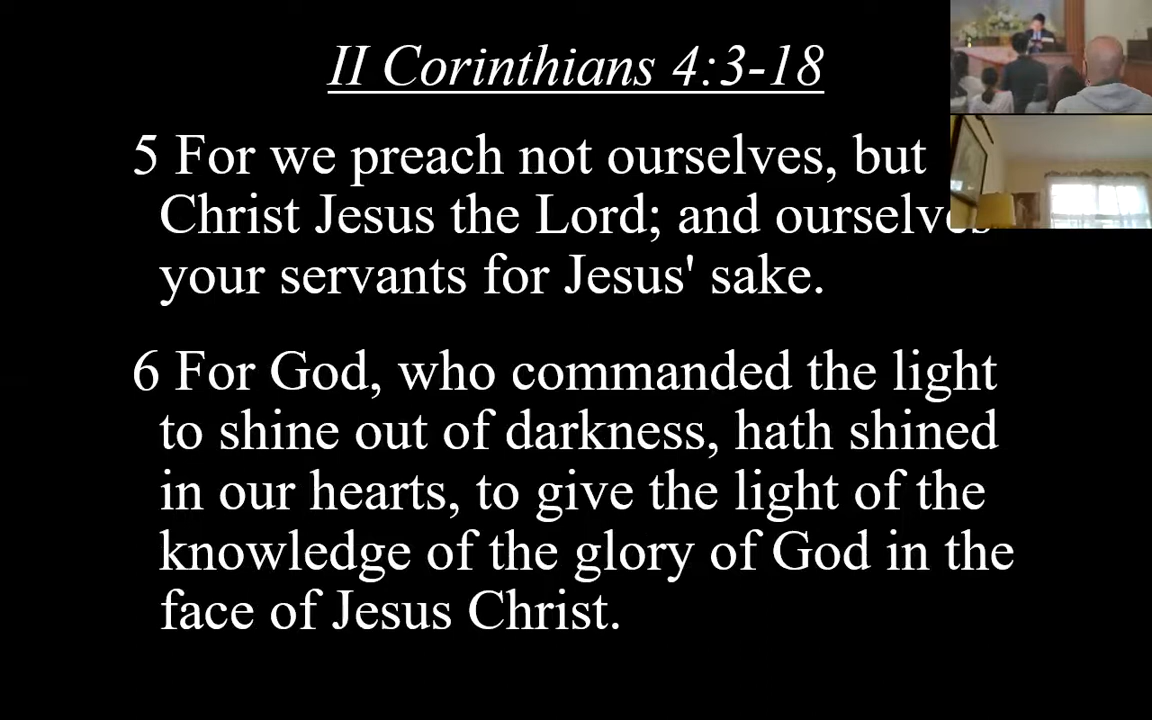 II Corinthians 4:3-18
5 For we preach not ourselves, but
Christ Jesus the Lord; and ourselves
your servants for Jesus' sake.
6 For God, who commanded the light
to shine out of darkness, hath shined
in our hearts, to give the light of the
knowledge of the glory of God in the
face of Jesus Christ.